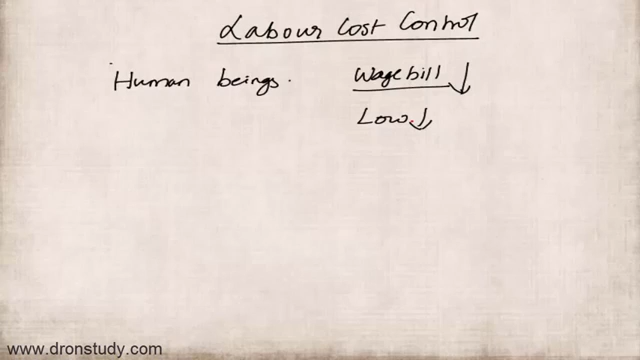 Labour Cost Control
Human beings. Wage bill ↓
Low ↓
www.dronstudy.com